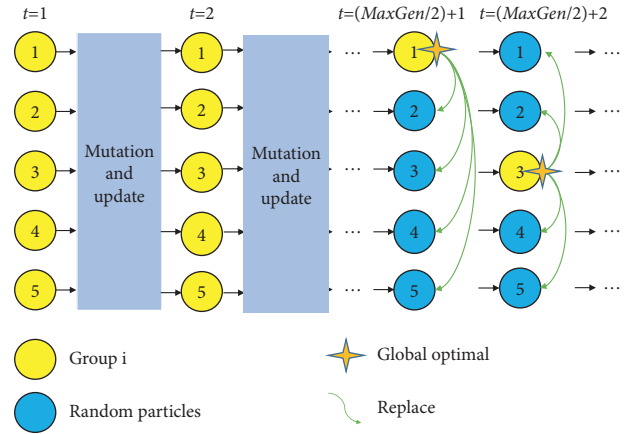 t=1 t=2 t=(MaxGen/2)+1 t=(MaxGen/2)+2
1 1 ... 1 1 ...
2 2 ... 2 2 ...
Mutation and update Mutation and update
3 3 ... 3 3 ...
4 4 ... 4 4 ...
5 5 ... 5 5 ...
Group i Global optimal
Random particles Replace